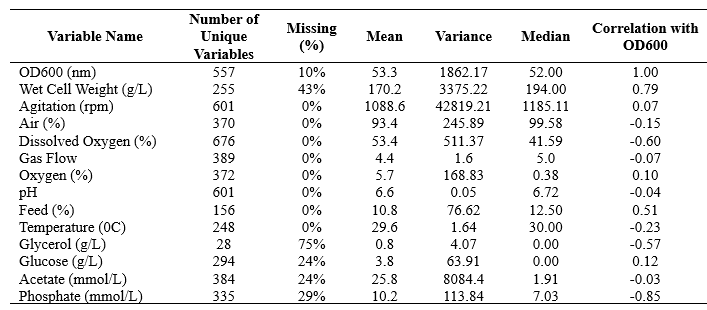 Variable Name Number of Unique Variables Missing (%) Mean Variance Median Correlation with OD600
OD600 (nm) 557 10% 53.3 1862.17 52.00 1.00
Wet Cell Weight (g/L) 255 43% 170.2 3375.22 194.00 0.79
Agitation (rpm) 601 0% 1088.6 42819.21 1185.11 0.07
Air (%) 370 0% 93.4 245.89 99.58 -0.15
Dissolved Oxygen (%) 676 0% 53.4 511.37 41.59 -0.60
Gas Flow 389 0% 4.4 1.6 5.0 -0.07
Oxygen (%) 372 0% 5.7 168.83 0.38 0.10
pH 601 0% 6.6 0.05 6.72 -0.04
Feed (%) 156 0% 10.8 76.62 12.50 0.51
Temperature (0C) 248 0% 29.6 1.64 30.00 -0.23
Glycerol (g/L) 28 75% 0.8 4.07 0.00 -0.57
Glucose (g/L) 294 24% 3.8 63.91 0.00 0.12
Acetate (mmol/L) 384 24% 25.8 8084.4 1.91 -0.03
Phosphate (mmol/L) 335 29% 10.2 113.84 7.03 -0.85